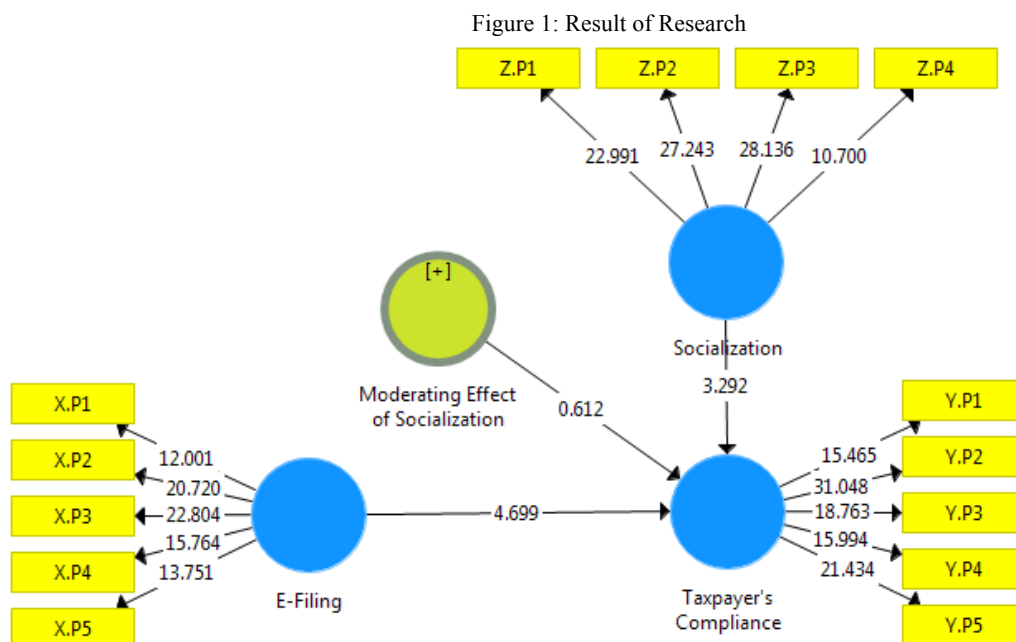 Figure 1: Result of Research
Z.P1
Z.P2
Z.P3
Z.P4
22.991
27.243
28.136
10.700
[+]
Socialization
Moderating Effect
of Socialization
0.612
3.292
X.P1
X.P2
X.P3
X.P4
X.P5
12.001
20.720
22.804
15.764
13.751
E-Filing
4.699
Taxpayer's
Compliance
15.465
31.048
18.763
15.994
21.434
Y.P1
Y.P2
Y.P3
Y.P4
Y.P5